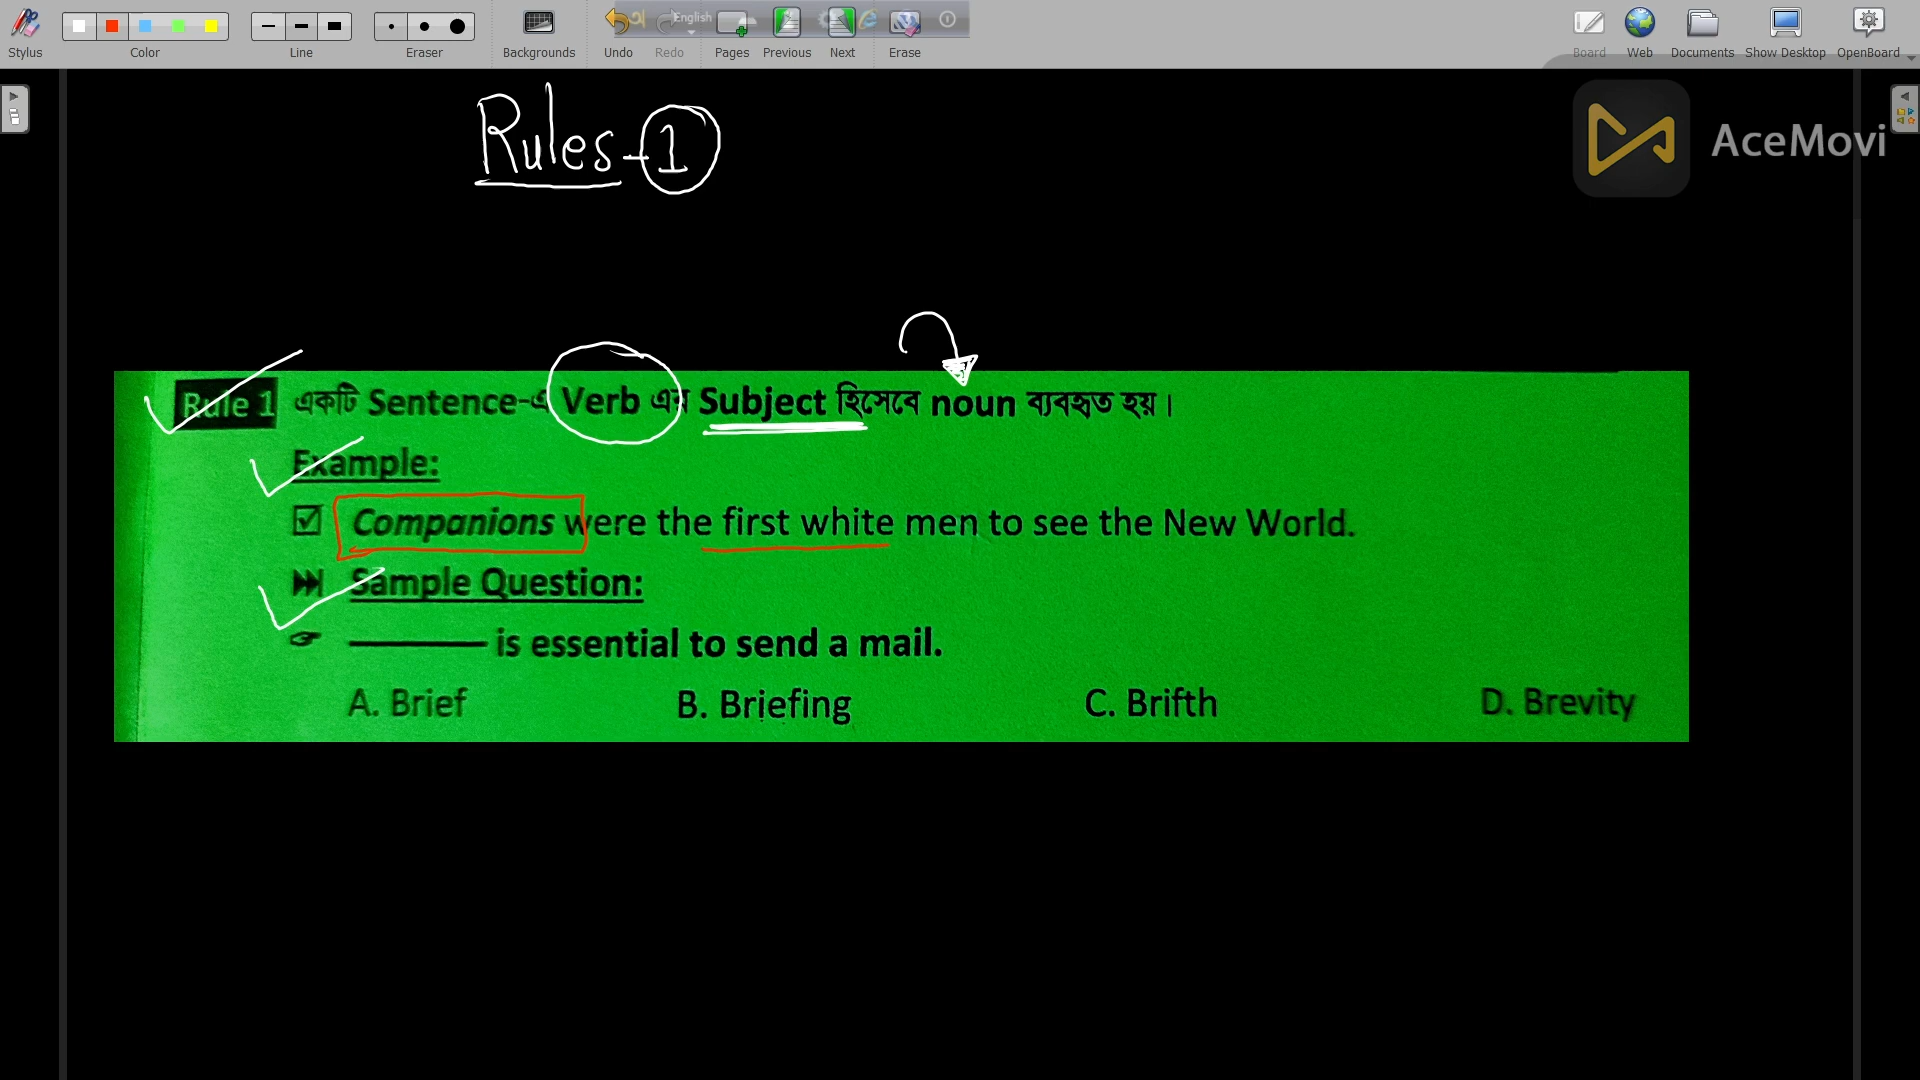 Stylus Color Line Eraser Backgrounds Undo Redo Pages Previous Next Erase Board Web Documents Show Desktop OpenBoard
English
AceMovi
Rules-1
Rule 1 একটি Sentence-এ Verb এর Subject হিসেবে noun ব্যবহৃত হয়।
Example:
Companions were the first white men to see the New World.
Sample Question:
is essential to send a mail.
A. Brief B. Briefing C. Brifth D. Brevity